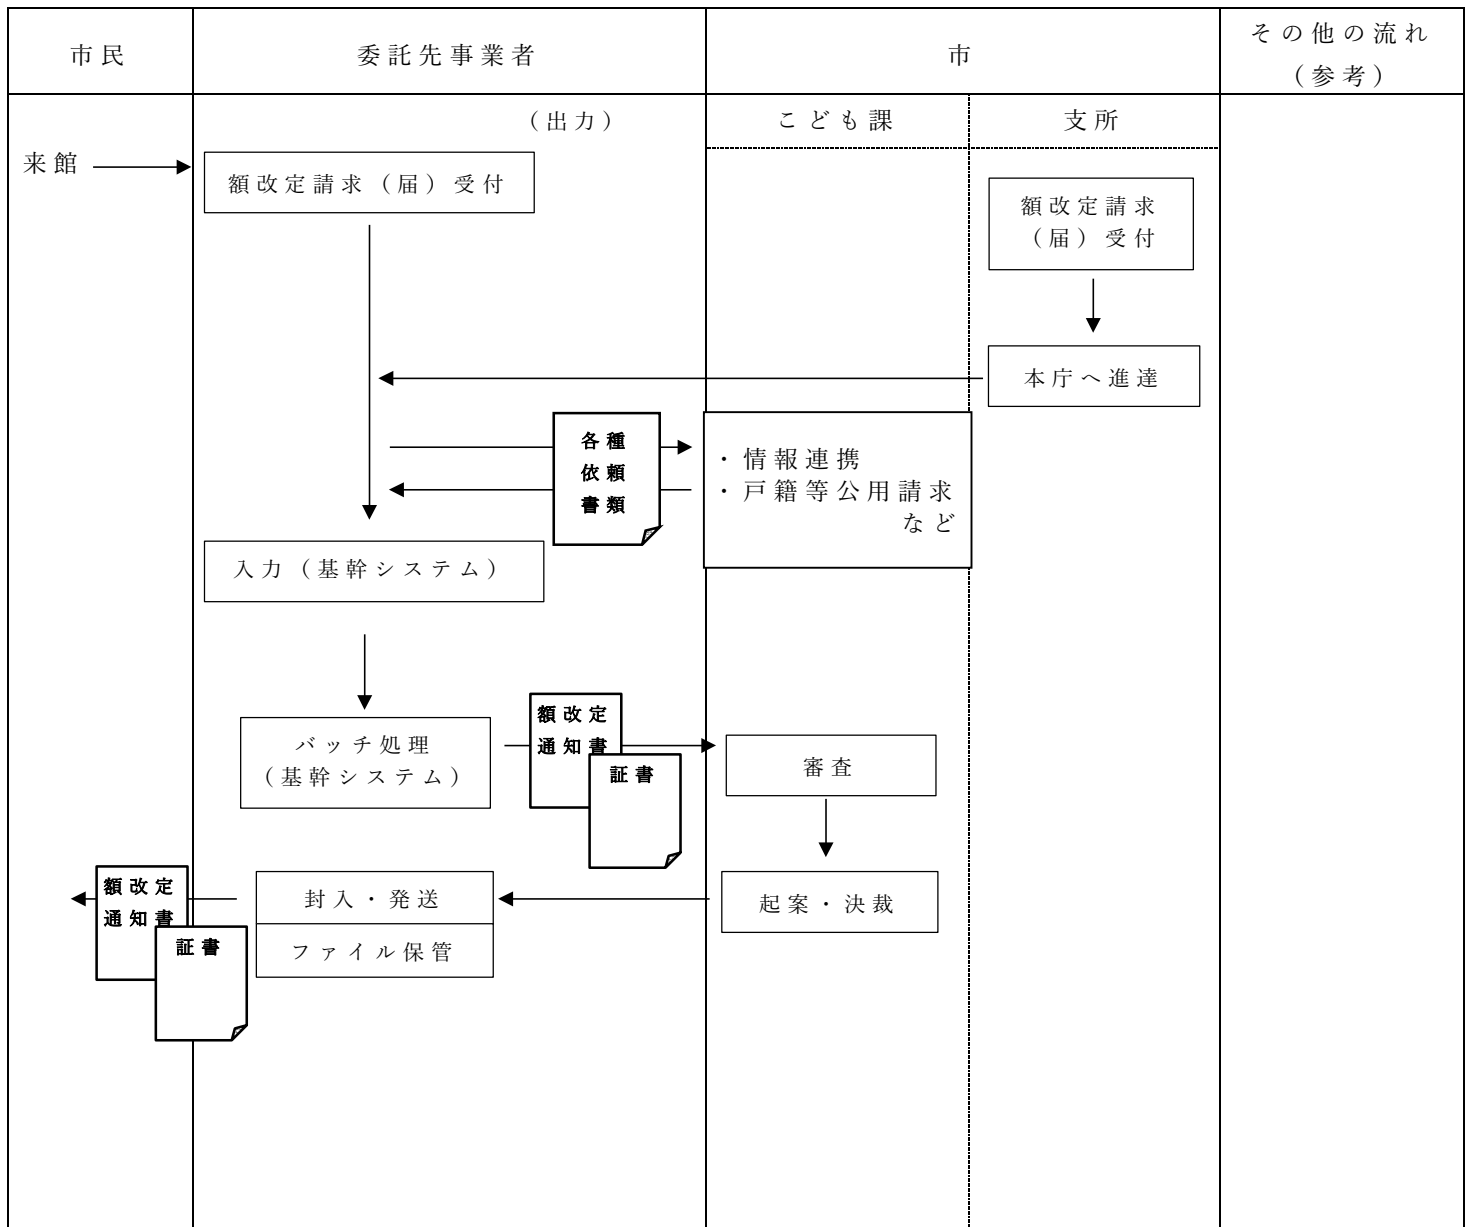 市民
委託先事業者
市
その他の流れ
（参考）
（出力）
こども課
支所
来館
額改定請求（届）受付
額改定請求
（届）受付
本庁へ進達
各種
依頼
書類
・情報連携
・戸籍等公用請求
など
入力（基幹システム）
バッチ処理
（基幹システム）
額改定
通知書
証書
審査
額改定
通知書
証書
封入・発送
ファイル保管
起案・決裁